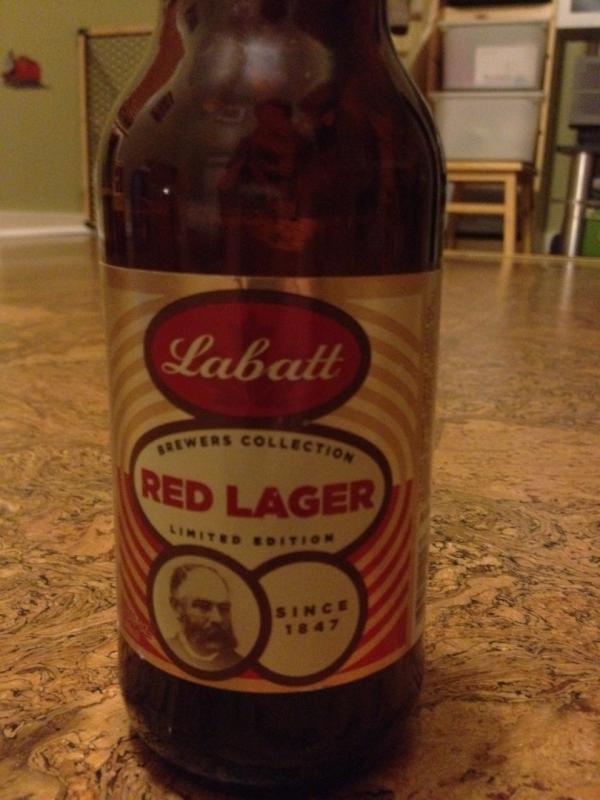 Labatt
BREWERS COLLECTION
RED LAGER
LIMITED EDITION
SINCE
1847